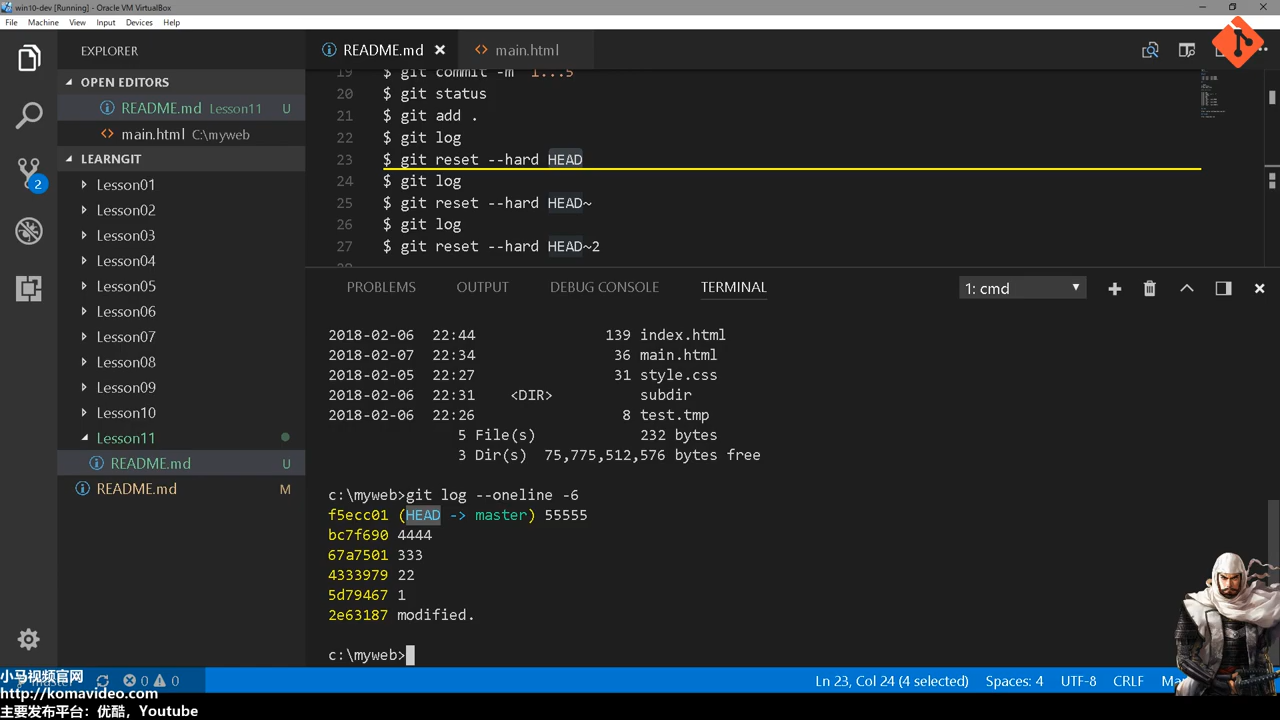 win10-dev [Running] - Oracle VM VirtualBox
File Machine View Input Devices Help
EXPLORER
OPEN EDITORS
README.md Lesson11 U
main.html C:\myweb
LEARNGIT
Lesson01
Lesson02
Lesson03
Lesson04
Lesson05
Lesson06
Lesson07
Lesson08
Lesson09
Lesson10
Lesson11
README.md U
README.md M
2
README.md
main.html
19 $ git commit -m 1...5
20 $ git status
21 $ git add .
22 $ git log
23 $ git reset --hard HEAD
24 $ git log
25 $ git reset --hard HEAD~
26 $ git log
27 $ git reset --hard HEAD~2
PROBLEMS OUTPUT DEBUG CONSOLE TERMINAL 1: cmd
2018-02-06 22:44 139 index.html
2018-02-07 22:34 36 main.html
2018-02-05 22:27 31 style.css
2018-02-06 22:31 <DIR> subdir
2018-02-06 22:26 8 test.tmp
5 File(s) 232 bytes
3 Dir(s) 75,775,512,576 bytes free
c:\myweb>git log --oneline -6
f5ecc01 (HEAD -> master) 55555
bc7f690 4444
67a7501 333
4333979 22
5d79467 1
2e63187 modified.
c:\myweb>
0 0 Ln 23, Col 24 (4 selected) Spaces: 4 UTF-8 CRLF
小马视频官网
http://komavideo.com
主要发布平台：优酷，Youtube